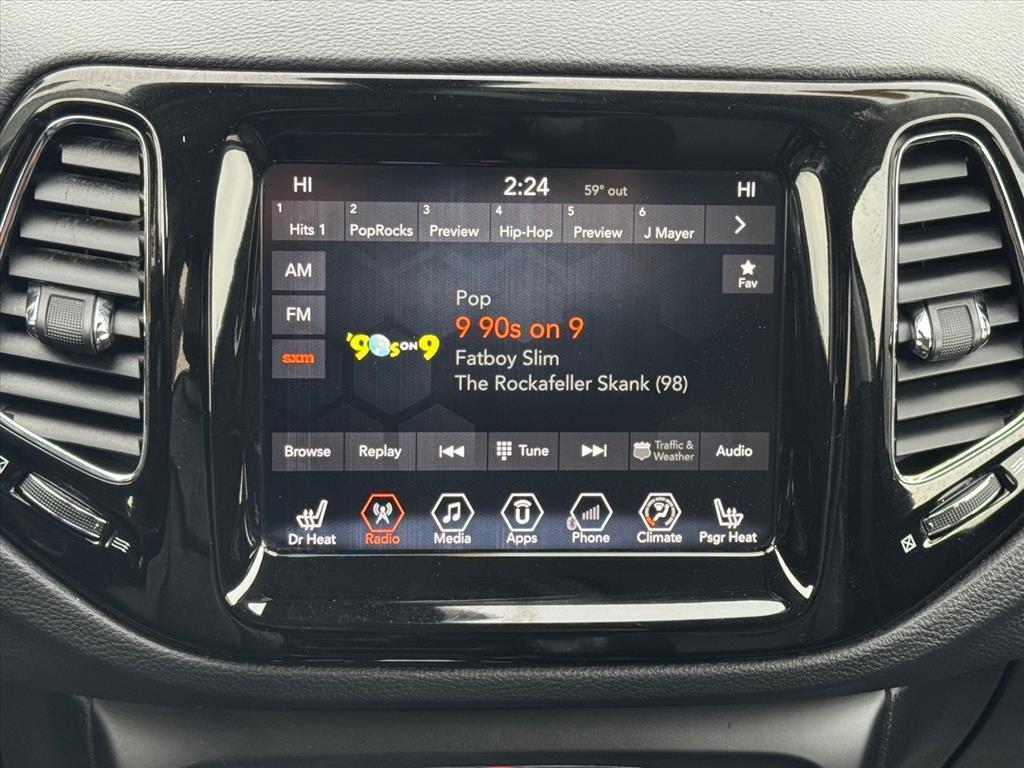 HI 2:24 59° out HI
1 2 3 4 5 6
Hits 1 PopRocks Preview Hip-Hop Preview J Mayer
AM
Fav
Pop
FM
9 90s on 9
'90s ON 9
Fatboy Slim
sxm
The Rockafeller Skank (98)
Browse Replay Tune Traffic & Weather Audio
Dr Heat Radio Media Apps Phone Climate Psgr Heat